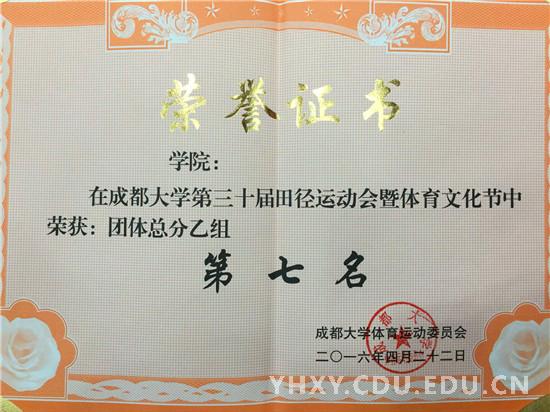 荣誉证书
学院：
在成都大学第三十届田径运动会暨体育文化节中
荣获：团体总分乙组
第七名
成都大学体育运动委员会
二〇一六年四月二十二日
YHXY.CDU.EDU.CN